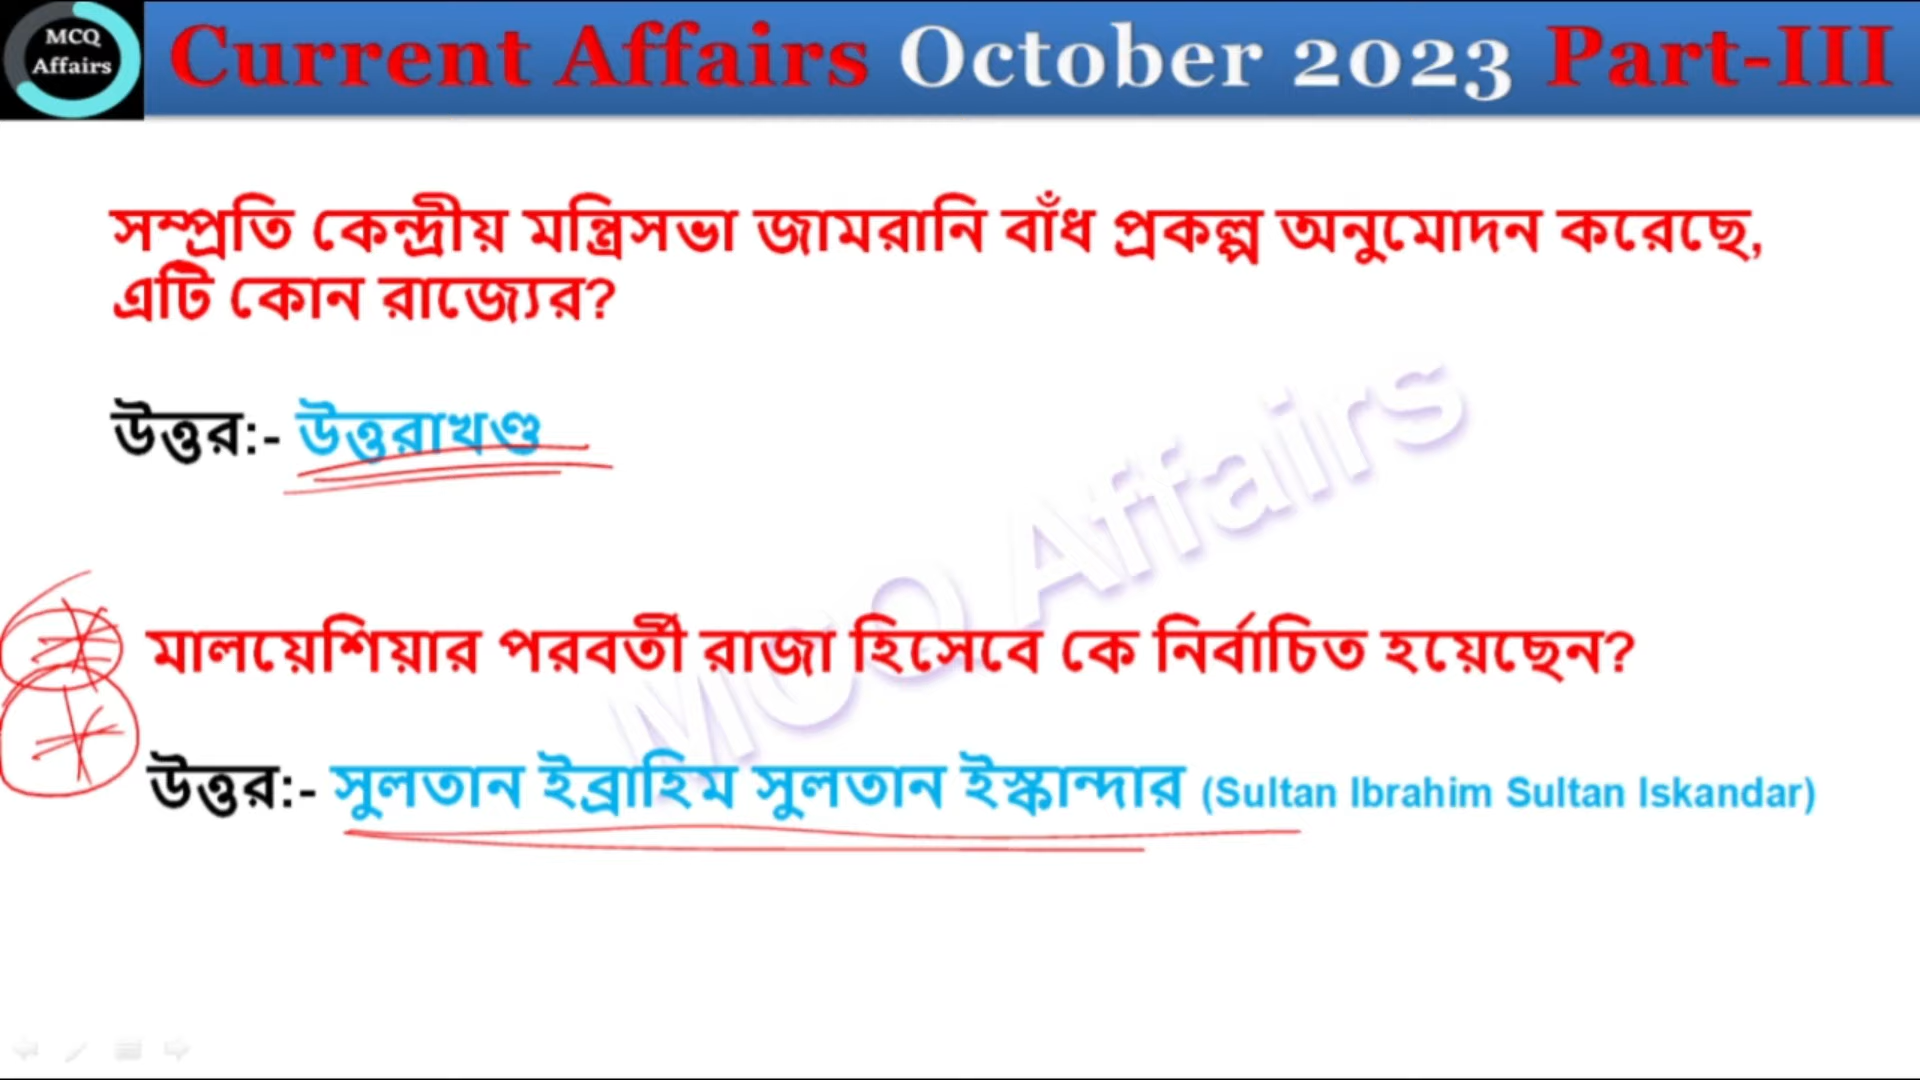 MCQ
Affairs
Current Affairs October 2023 Part-III
সম্প্রতি কেন্দ্রীয় মন্ত্রিসভা জামরানি বাঁধ প্রকল্প অনুমোদন করেছে,
এটি কোন রাজ্যের?
উত্তর:- উত্তরাখণ্ড
মালয়েশিয়ার পরবর্তী রাজা হিসেবে কে নির্বাচিত হয়েছেন?
উত্তর:- সুলতান ইব্রাহিম সুলতান ইস্কান্দার (Sultan Ibrahim Sultan Iskandar)
MCQ Affairs